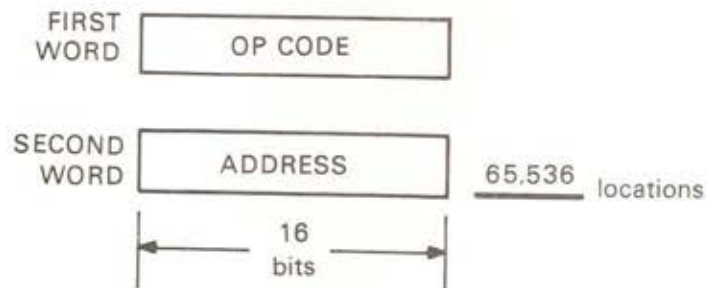 FIRST
WORD
OP CODE
SECOND
WORD
ADDRESS
65,536 locations
16
bits